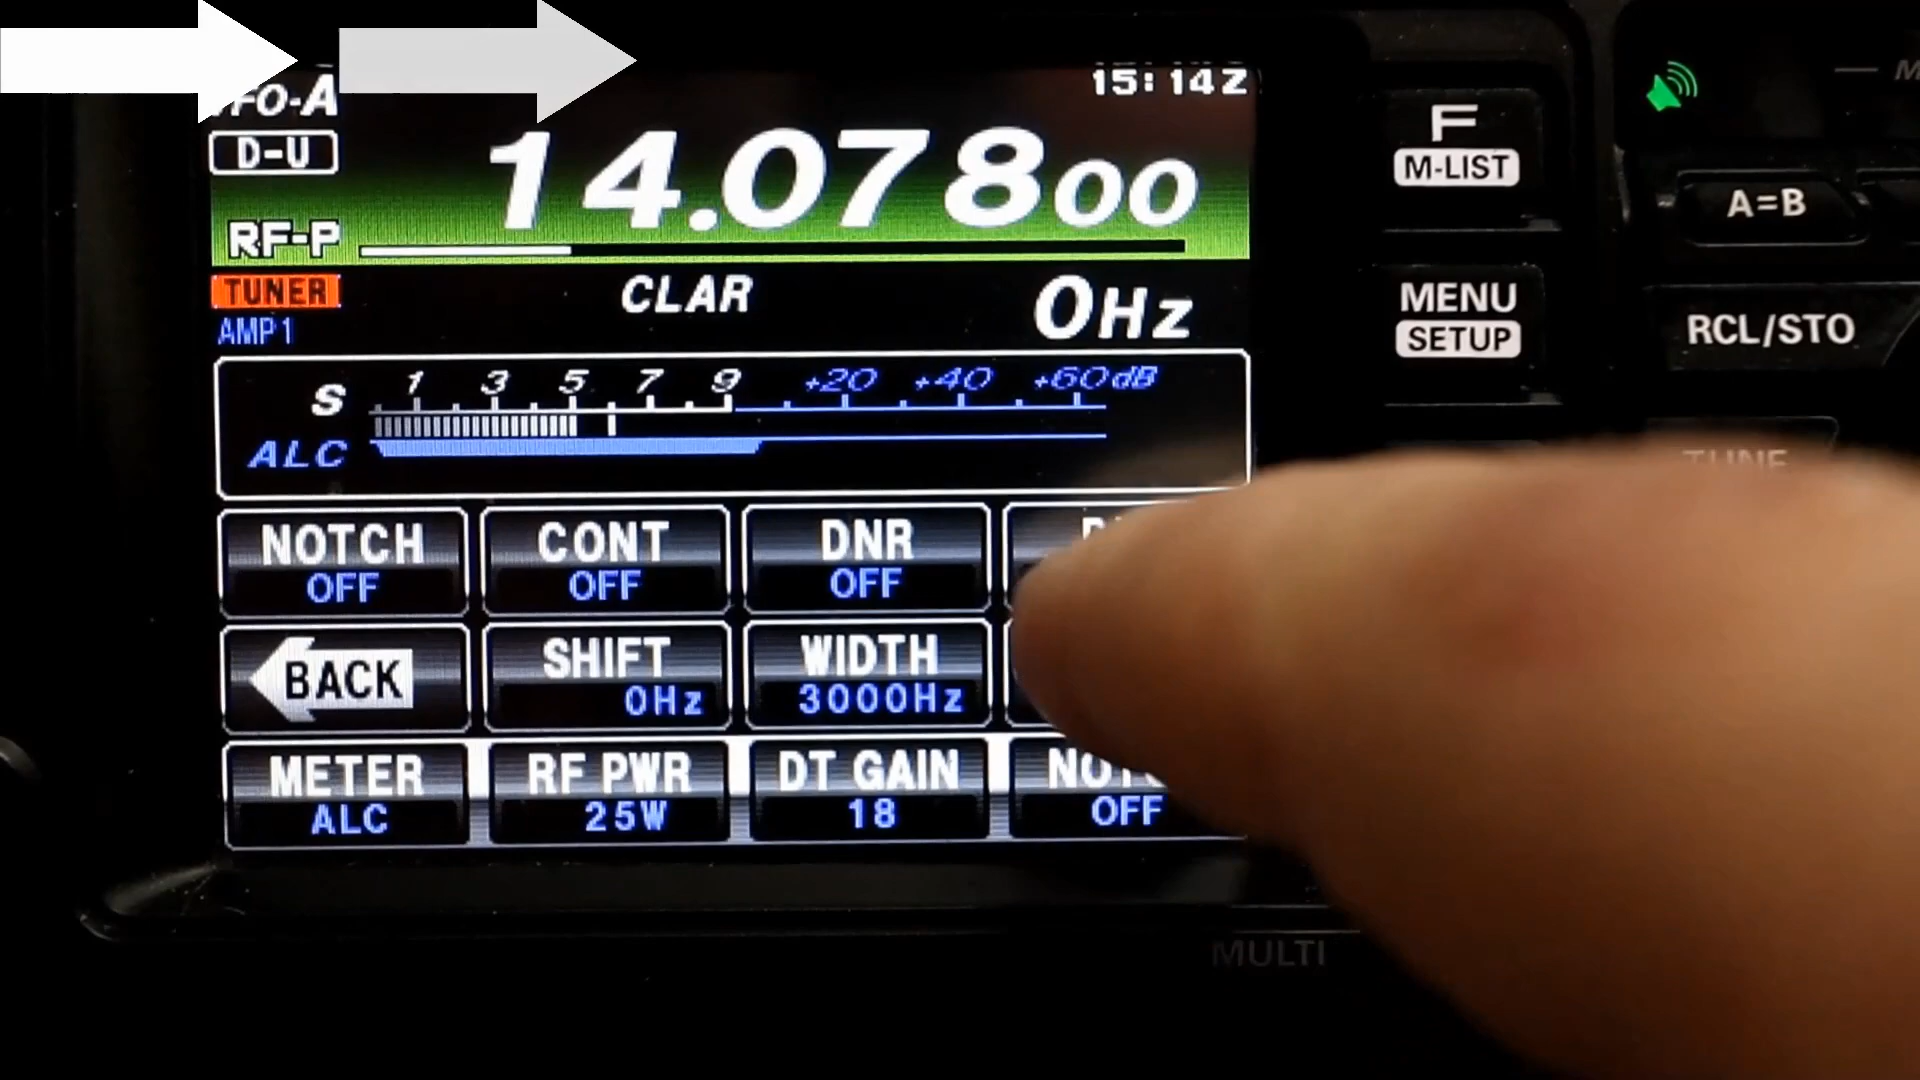 FO-A
15:14Z
D-U
14.07800
RF-P
TUNER
CLAR
0Hz
AMP1
S 1 3 5 7 9 +20 +40 +60dB
ALC
NOTCH CONT DNR
OFF OFF OFF
BACK SHIFT WIDTH
0Hz 3000Hz
METER RF PWR DT GAIN
ALC 25W 18 OFF
F
M-LIST
A=B
MENU
SETUP
RCL/STO
TUNE
MULTI